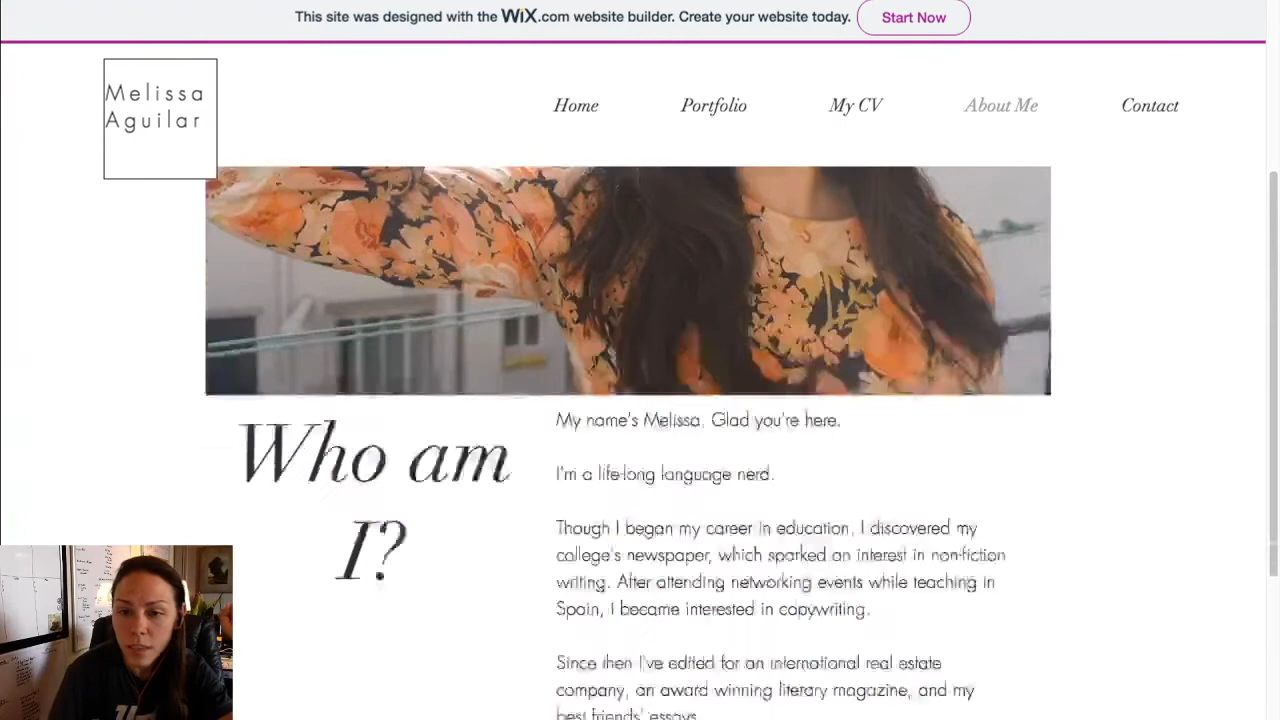 This site was designed with the WiX.com website builder. Create your website today. Start Now
Melissa
Aguilar
Home Portfolio My CV About Me Contact
Who am
I?
My name's Melissa. Glad you're here.
I'm a life-long language nerd.
Though I began my career in education, I discovered my
college's newspaper, which sparked an interest in non-fiction
writing. After attending networking events while teaching in
Spain, I became interested in copywriting.
Since then I've edited for an international real estate
company, an award winning literary magazine, and my
best friends' essays.